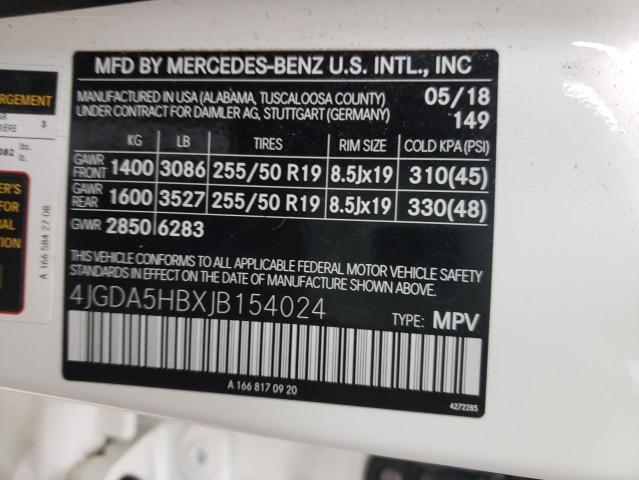 MFD BY MERCEDES-BENZ U.S. INTL., INC
MANUFACTURED IN USA (ALABAMA, TUSCALOOSA COUNTY) 05/18
UNDER CONTRACT FOR DAIMLER AG, STUTTGART (GERMANY) 149
KG LB TIRES RIM SIZE COLD KPA (PSI)
GAWR FRONT 1400 3086 255/50 R19 8.5Jx19 310(45)
GAWR REAR 1600 3527 255/50 R19 8.5Jx19 330(48)
GVWR 2850 6283
THIS VEHICLE CONFORMS TO ALL APPLICABLE FEDERAL MOTOR VEHICLE SAFETY
STANDARDS IN EFFECT ON THE DATE OF MANUFACTURE SHOWN ABOVE.
4JGDA5HBXJB154024
TYPE: MPV
A 166 817 09 20
4272285
3
lbs.
A 166 584 27 08